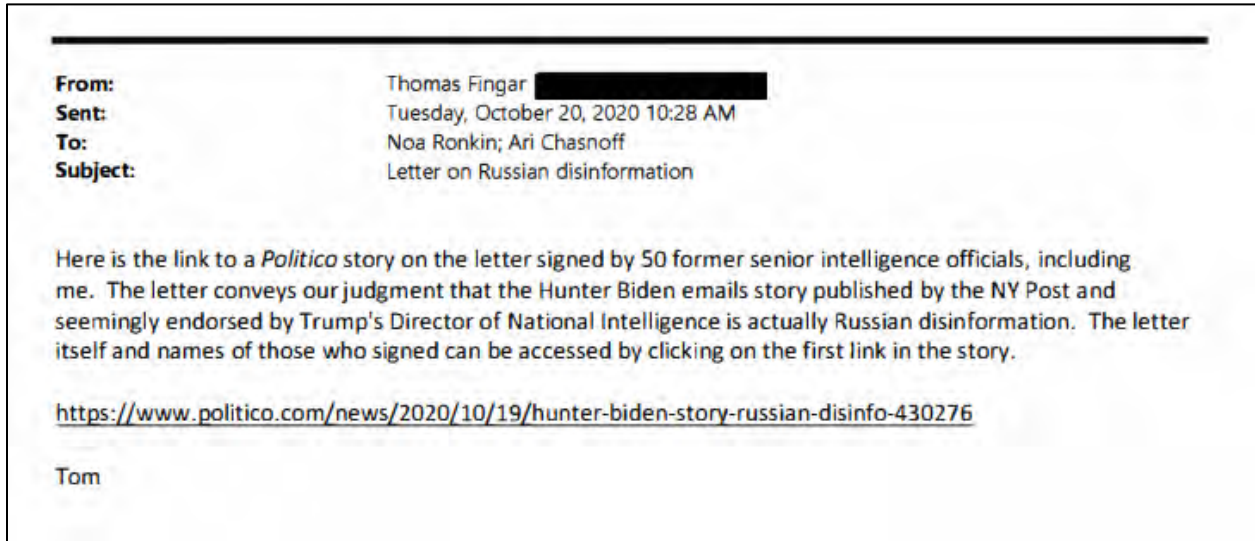 From: Thomas Fingar
Sent: Tuesday, October 20, 2020 10:28 AM
To: Noa Ronkin; Ari Chasnoff
Subject: Letter on Russian disinformation
Here is the link to a Politico story on the letter signed by 50 former senior intelligence officials, including
me. The letter conveys our judgment that the Hunter Biden emails story published by the NY Post and
seemingly endorsed by Trump's Director of National Intelligence is actually Russian disinformation. The letter
itself and names of those who signed can be accessed by clicking on the first link in the story.
https://www.politico.com/news/2020/10/19/hunter-biden-story-russian-disinfo-430276
Tom